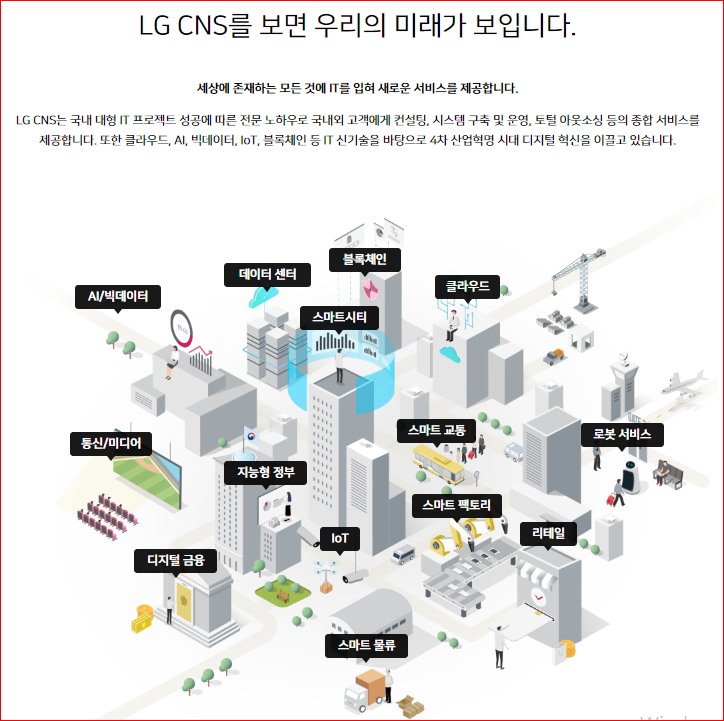 LG CNS를 보면 우리의 미래가 보입니다.
세상에 존재하는 모든 것에 IT를 입혀 새로운 서비스를 제공합니다.
LG CNS는 국내 대형 IT 프로젝트 성공에 따른 전문 노하우로 국내외 고객에게 컨설팅, 시스템 구축 및 운영, 토털 아웃소싱 등의 종합 서비스를
제공합니다. 또한 클라우드, AI, 빅데이터, IoT, 블록체인 등 IT 신기술을 바탕으로 4차 산업혁명 시대 디지털 혁신을 이끌고 있습니다.
블록체인
데이터 센터
클라우드
AI/빅데이터
스마트시티
스마트 교통
로봇 서비스
통신/미디어
지능형 정부
스마트 팩토리
IoT
리테일
디지털 금융
스마트 물류